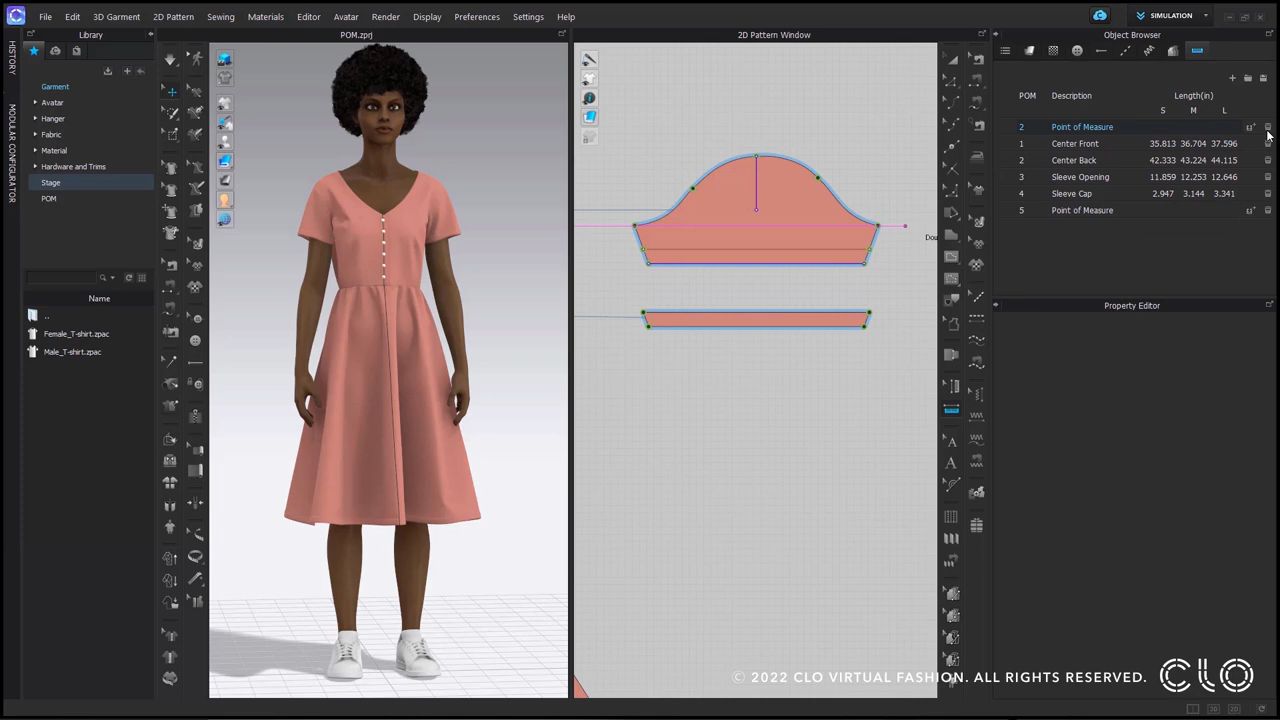 File Edit 3D Garment 2D Pattern Sewing Materials Editor Avatar Render Display Preferences Settings Help
SIMULATION
Library
POM.zprj
2D Pattern Window
Object Browser
HISTORY
MODULAR CONFIGURATOR
Garment
Avatar
Hanger
Fabric
Material
Hardware and Trims
Stage
POM
Name
..
Female_T-shirt.zpac
Male_T-shirt.zpac
POM Description Length(in)
S M L
2 Point of Measure
1 Center Front 35.813 36.704 37.596
2 Center Back 42.333 43.224 44.115
3 Sleeve Opening 11.859 12.253 12.646
4 Sleeve Cap 2.947 3.144 3.341
5 Point of Measure
Property Editor
Dou
A
A
3D 2D
© 2022 CLO VIRTUAL FASHION. ALL RIGHTS RESERVED. CLO